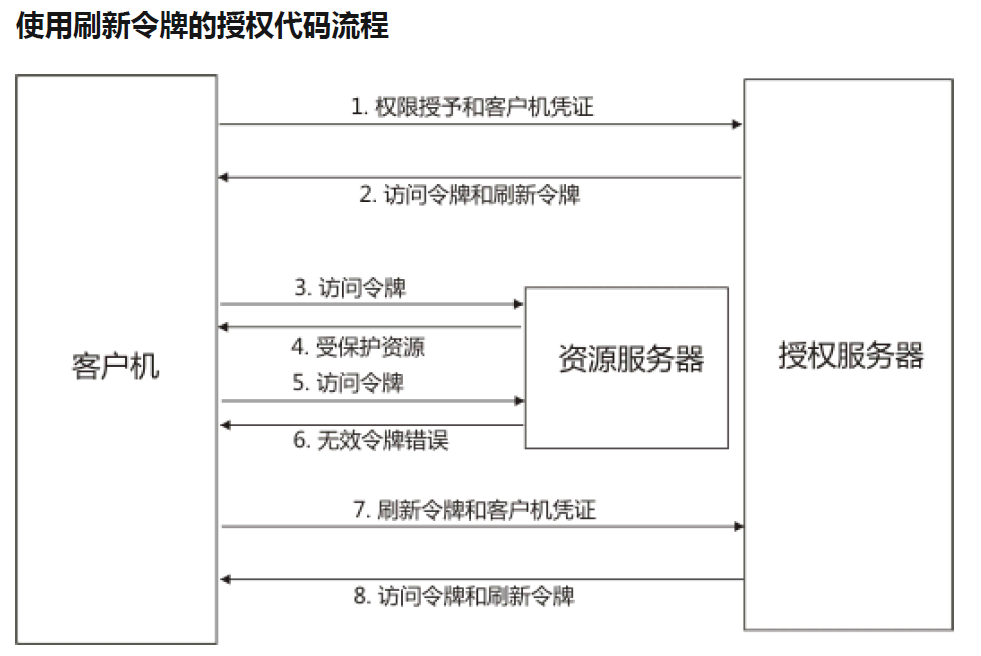 使用刷新令牌的授权代码流程
1. 权限授予和客户机凭证
2. 访问令牌和刷新令牌
3. 访问令牌
4. 受保护资源
5. 访问令牌
6. 无效令牌错误
客户机
资源服务器
授权服务器
7. 刷新令牌和客户机凭证
8. 访问令牌和刷新令牌